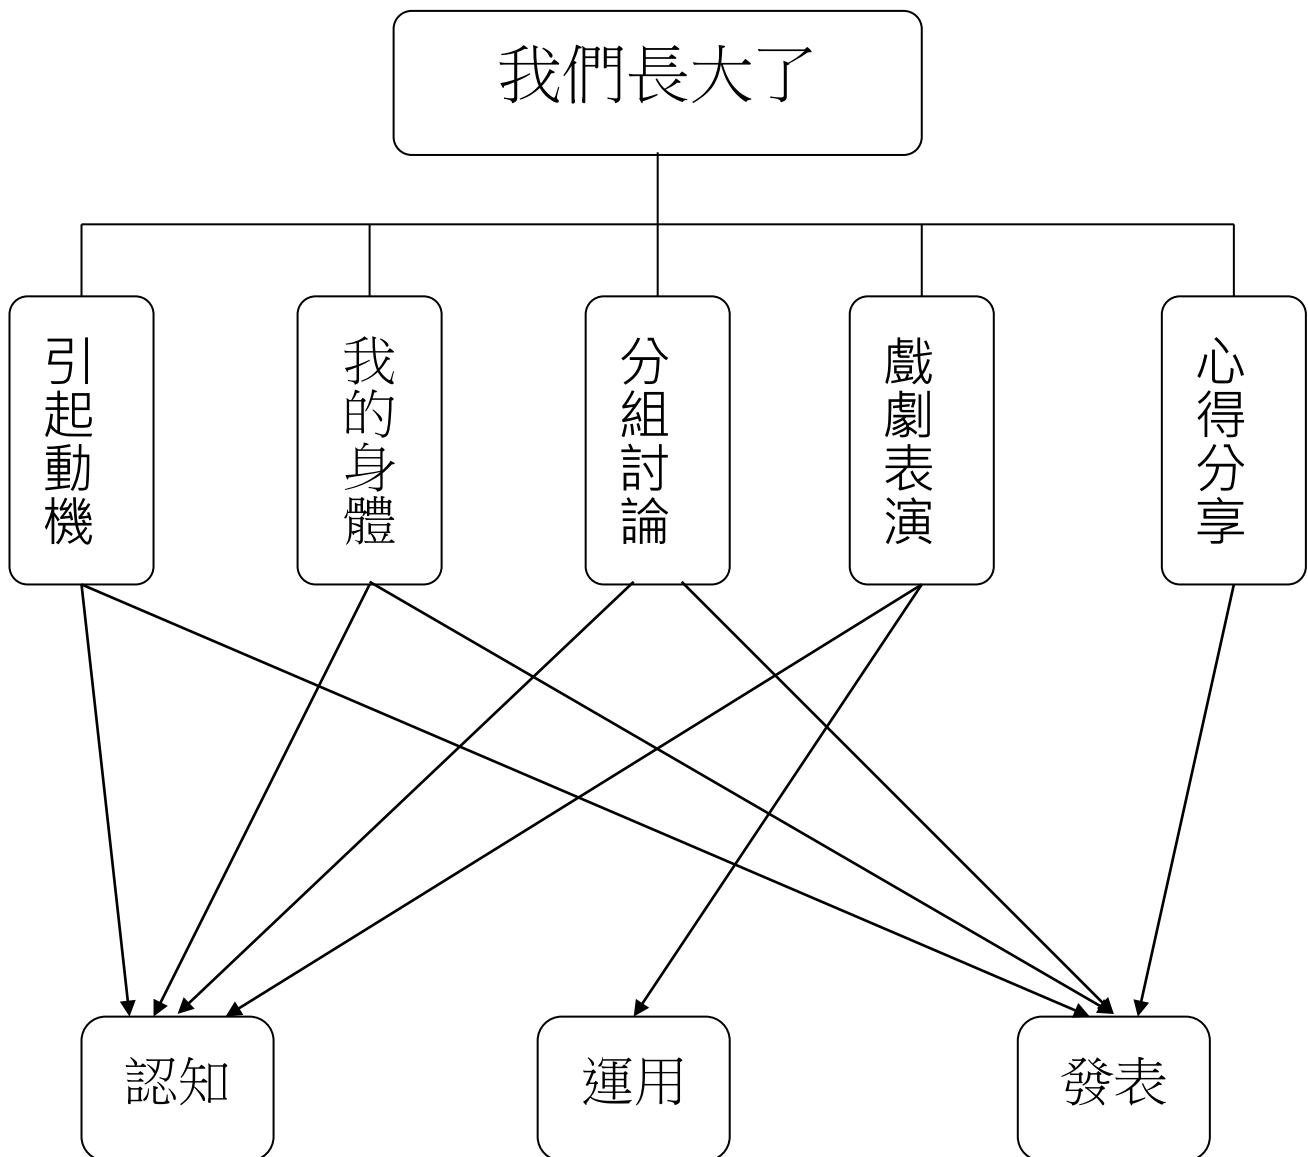 我們長大了
引起動機
我的身體
分組討論
戲劇表演
心得分享
認知
運用
發表